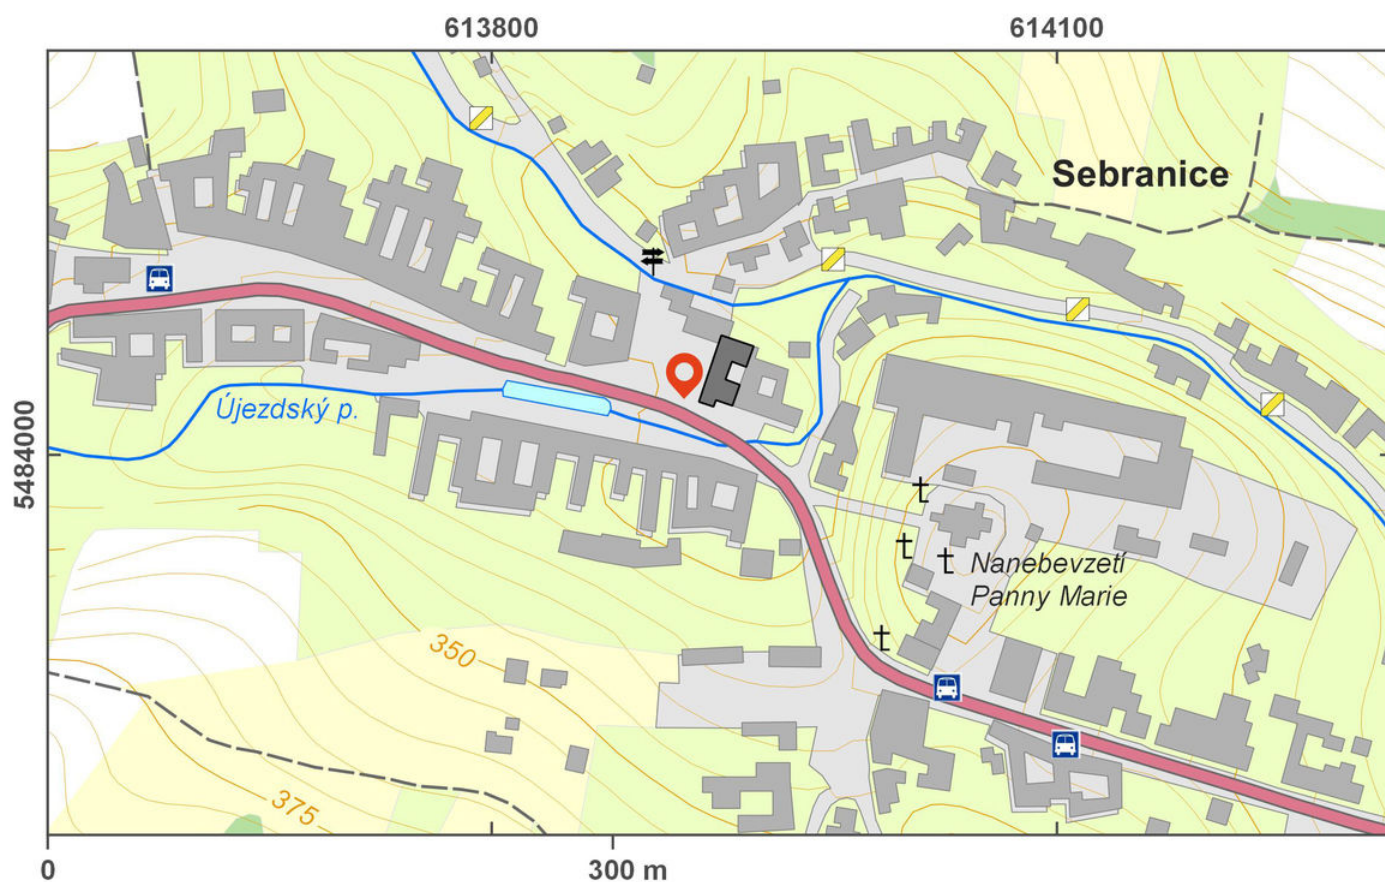 613800
614100
Sebranice
Újezdský p.
5484000
Nanebevzetí
Panny Marie
350
375
0
300 m